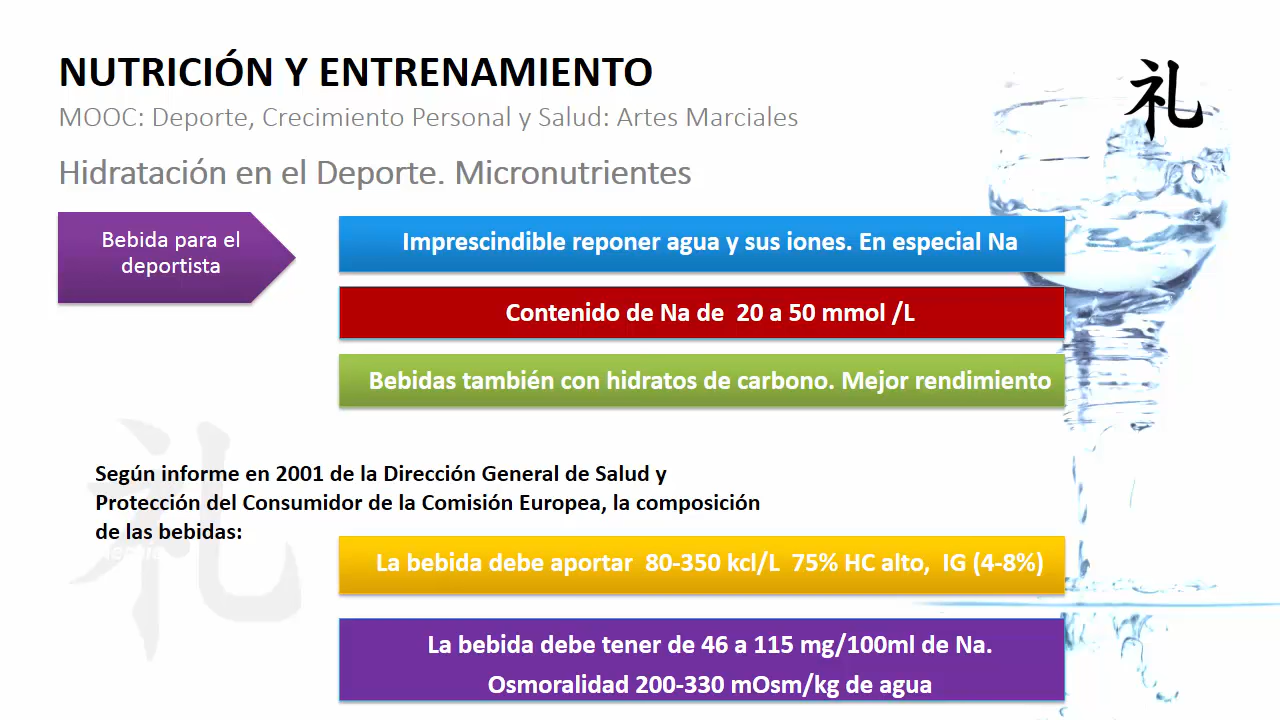 NUTRICIÓN Y ENTRENAMIENTO
礼
MOOC: Deporte, Crecimiento Personal y Salud: Artes Marciales
Hidratación en el Deporte. Micronutrientes
Bebida para el
deportista
Imprescindible reponer agua y sus iones. En especial Na
Contenido de Na de  20 a 50 mmol /L
Bebidas también con hidratos de carbono. Mejor rendimiento
礼
Según informe en 2001 de la Dirección General de Salud y
Protección del Consumidor de la Comisión Europea, la composición
de las bebidas:
La bebida debe aportar  80-350 kcl/L  75% HC alto,  IG (4-8%)
La bebida debe tener de 46 a 115 mg/100ml de Na.
Osmoralidad 200-330 mOsm/kg de agua